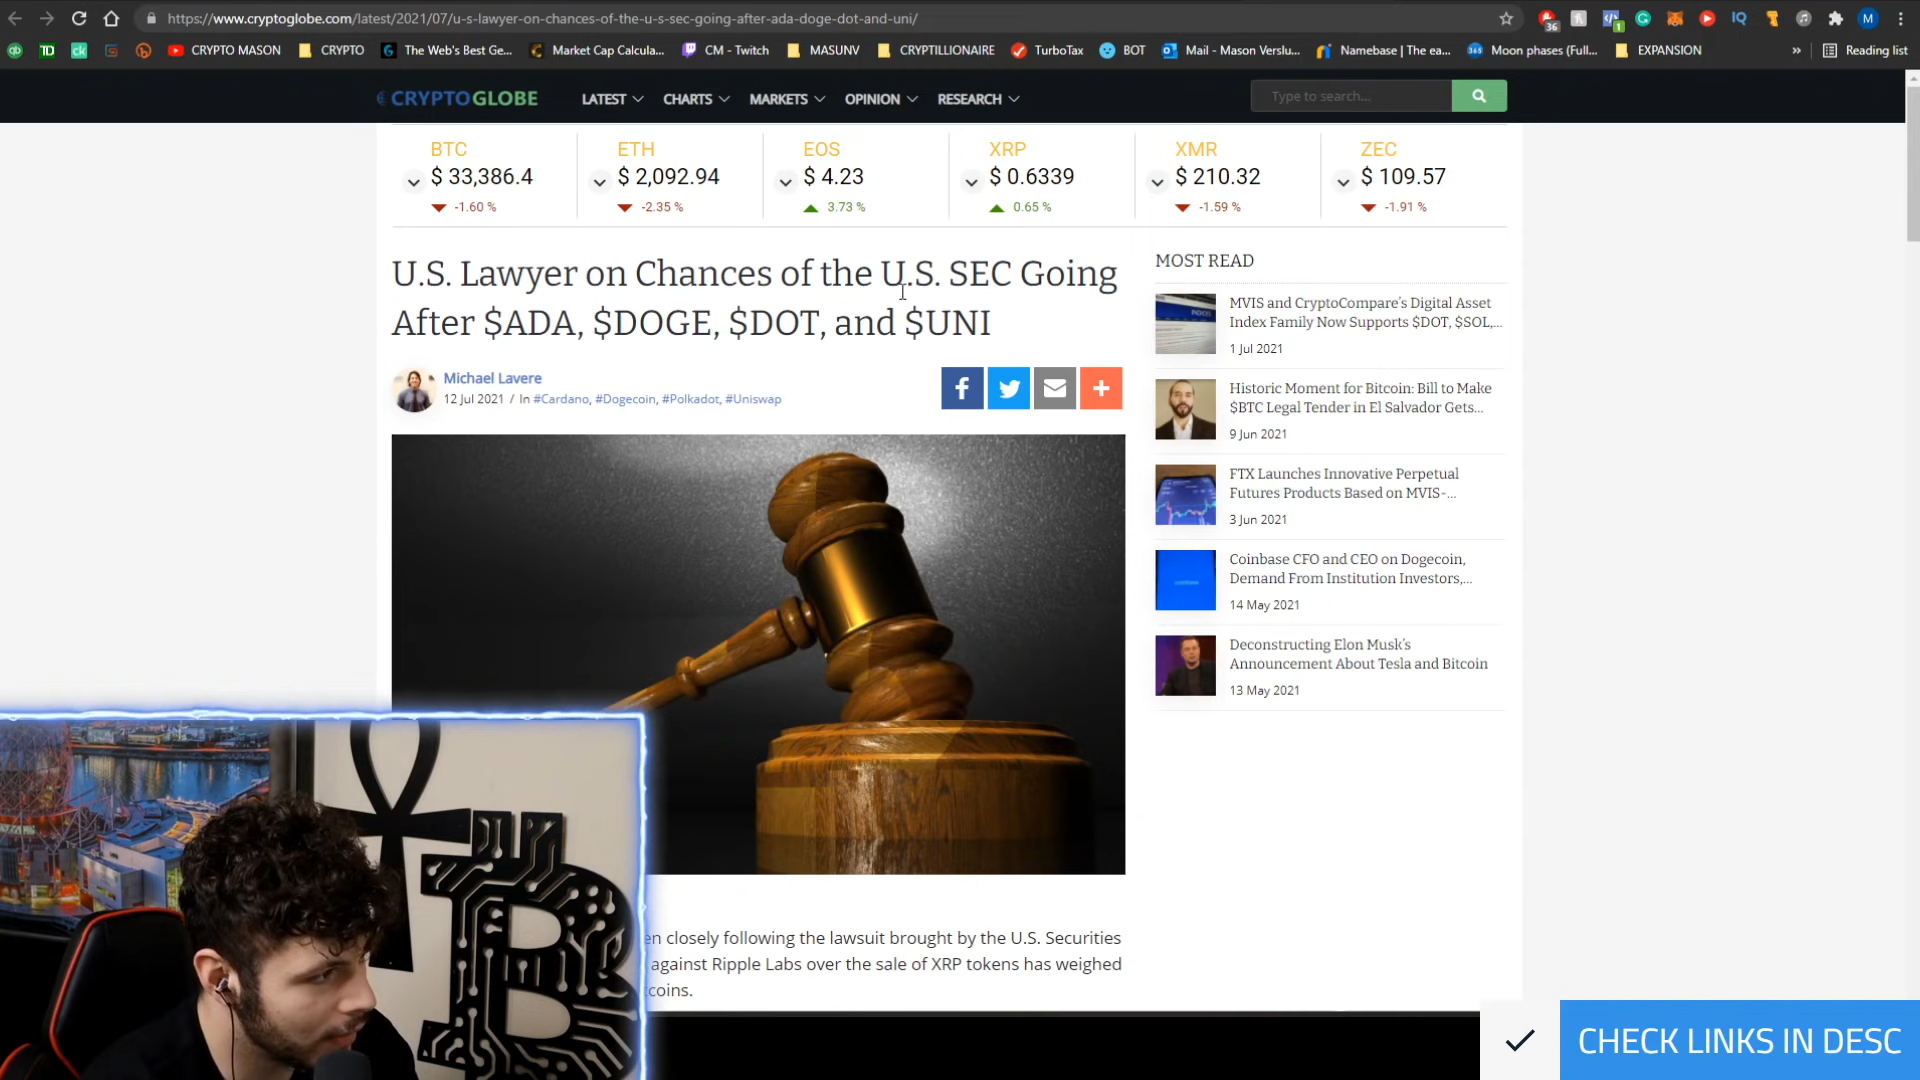 https://www.cryptoglobe.com/latest/2021/07/u-s-lawyer-on-chances-of-the-u-s-sec-going-after-ada-doge-dot-and-uni/
36
1
IQ
M
TD
ck
CRYPTO MASON
CRYPTO
The Web's Best Ge...
Market Cap Calcula...
CM - Twitch
MASUNV
CRYPTILLIONAIRE
TurboTax
BOT
Mail - Mason Verslu...
Namebase | The ea...
Moon phases (Full...
EXPANSION
»
Reading list
CRYPTOGLOBE
LATEST
CHARTS
MARKETS
OPINION
RESEARCH
Type to search...
BTC
$ 33,386.4
-1.60 %
ETH
$ 2,092.94
-2.35 %
EOS
$ 4.23
3.73 %
XRP
$ 0.6339
0.65 %
XMR
$ 210.32
-1.59 %
ZEC
$ 109.57
-1.91 %
U.S. Lawyer on Chances of the U.S. SEC Going
After $ADA, $DOGE, $DOT, and $UNI
Michael Lavere
12 Jul 2021 / In #Cardano, #Dogecoin, #Polkadot, #Uniswap
MOST READ
MVIS and CryptoCompare's Digital Asset
Index Family Now Supports $DOT, $SOL,...
1 Jul 2021
Historic Moment for Bitcoin: Bill to Make
$BTC Legal Tender in El Salvador Gets...
9 Jun 2021
FTX Launches Innovative Perpetual
Futures Products Based on MVIS-...
3 Jun 2021
Coinbase CFO and CEO on Dogecoin,
Demand From Institution Investors,...
14 May 2021
Deconstructing Elon Musk's
Announcement About Tesla and Bitcoin
13 May 2021
en closely following the lawsuit brought by the U.S. Securities
against Ripple Labs over the sale of XRP tokens has weighed
tcoins.
CHECK LINKS IN DESC